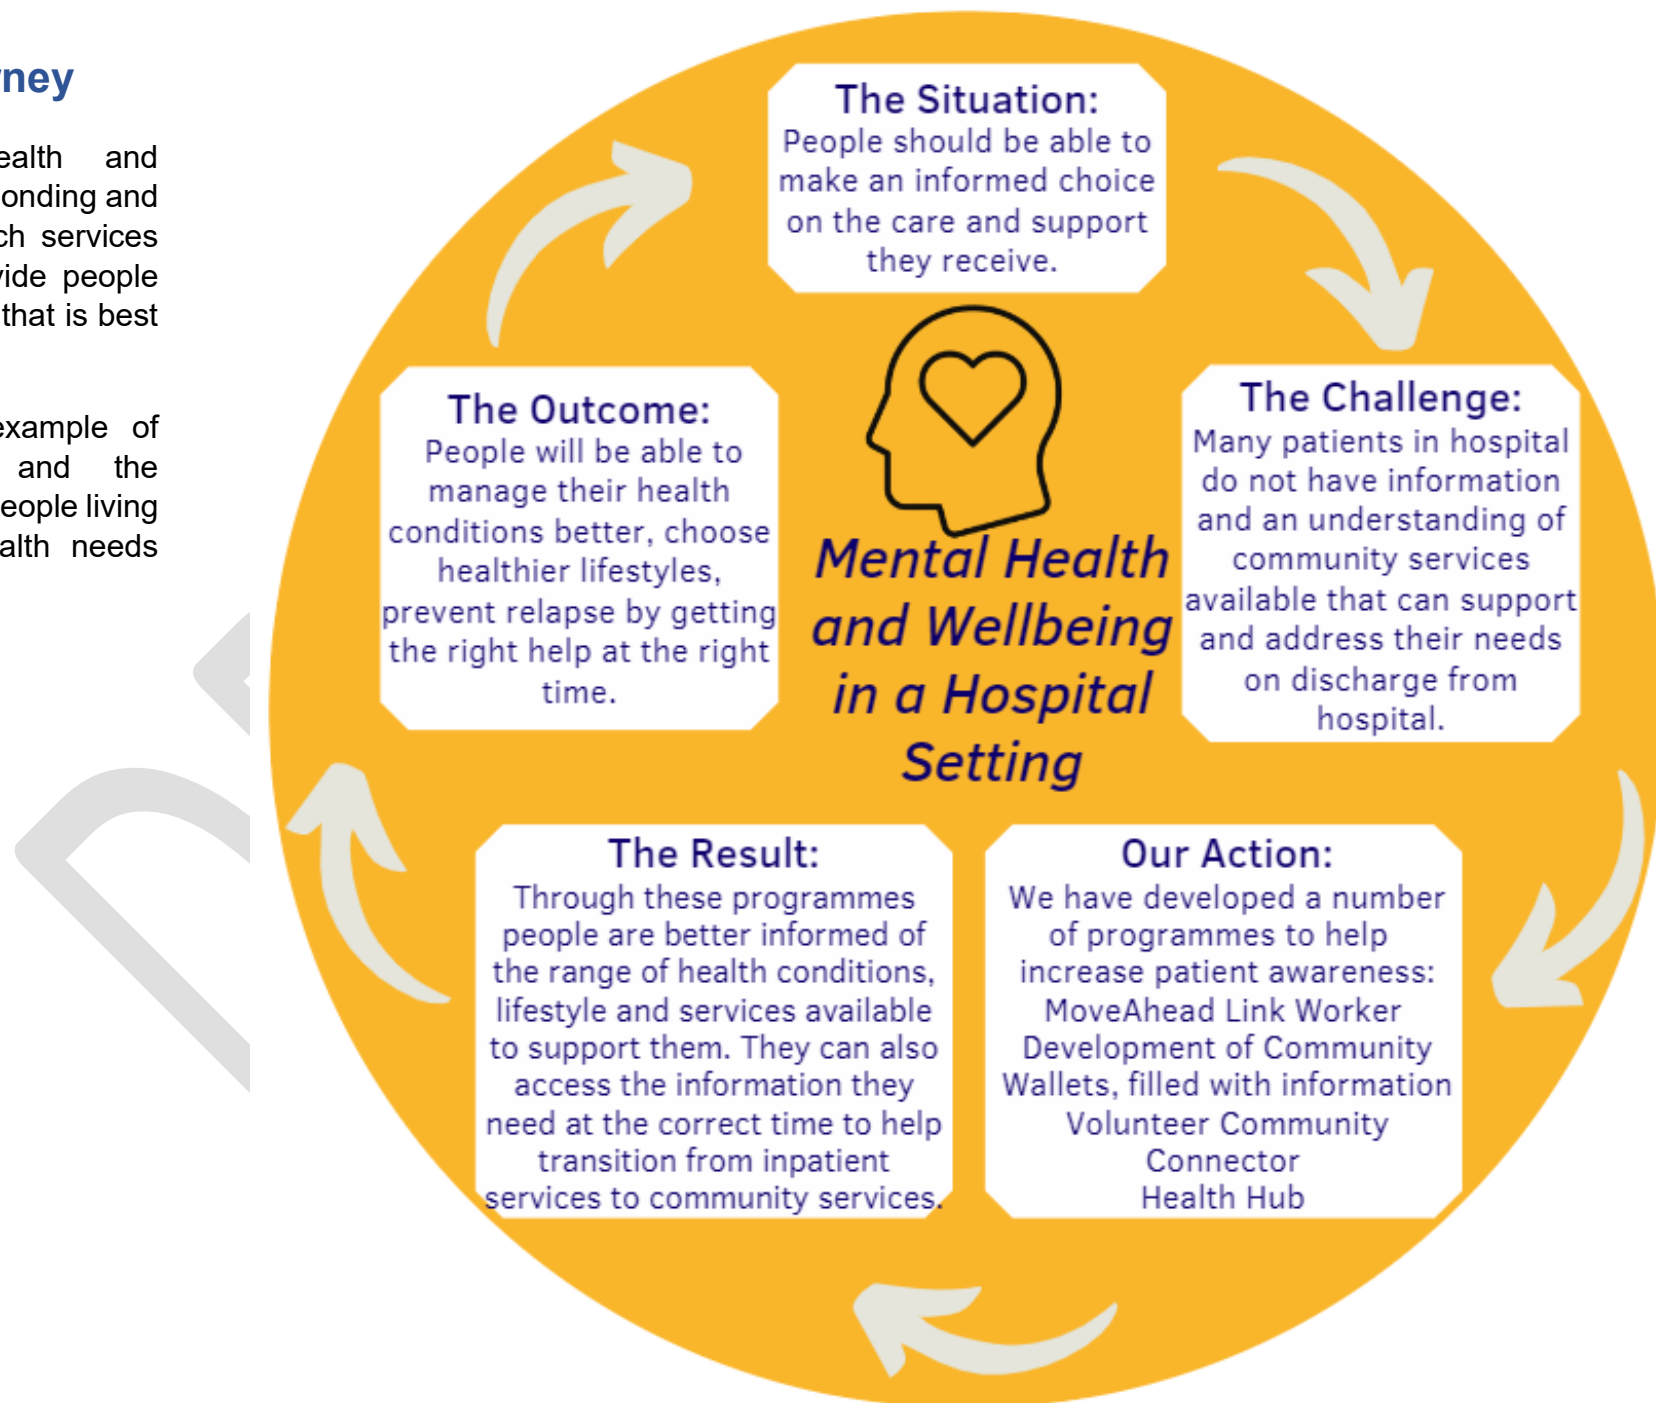 ney
ealth and
onding and
ch services
vide people
that is best
example of
and the
eople living
alth needs
The Situation:
People should be able to
make an informed choice
on the care and support
they receive.
The Challenge:
Many patients in hospital
do not have information
and an understanding of
community services
available that can support
and address their needs
on discharge from
hospital.
Our Action:
We have developed a number
of programmes to help
increase patient awareness:
MoveAhead Link Worker
Development of Community
Wallets, filled with information
Volunteer Community
Connector
Health Hub
The Result:
Through these programmes
people are better informed of
the range of health conditions,
lifestyle and services available
to support them. They can also
access the information they
need at the correct time to help
transition from inpatient
services to community services.
The Outcome:
People will be able to
manage their health
conditions better, choose
healthier lifestyles,
prevent relapse by getting
the right help at the right
time.
Mental Health
and Wellbeing
in a Hospital
Setting